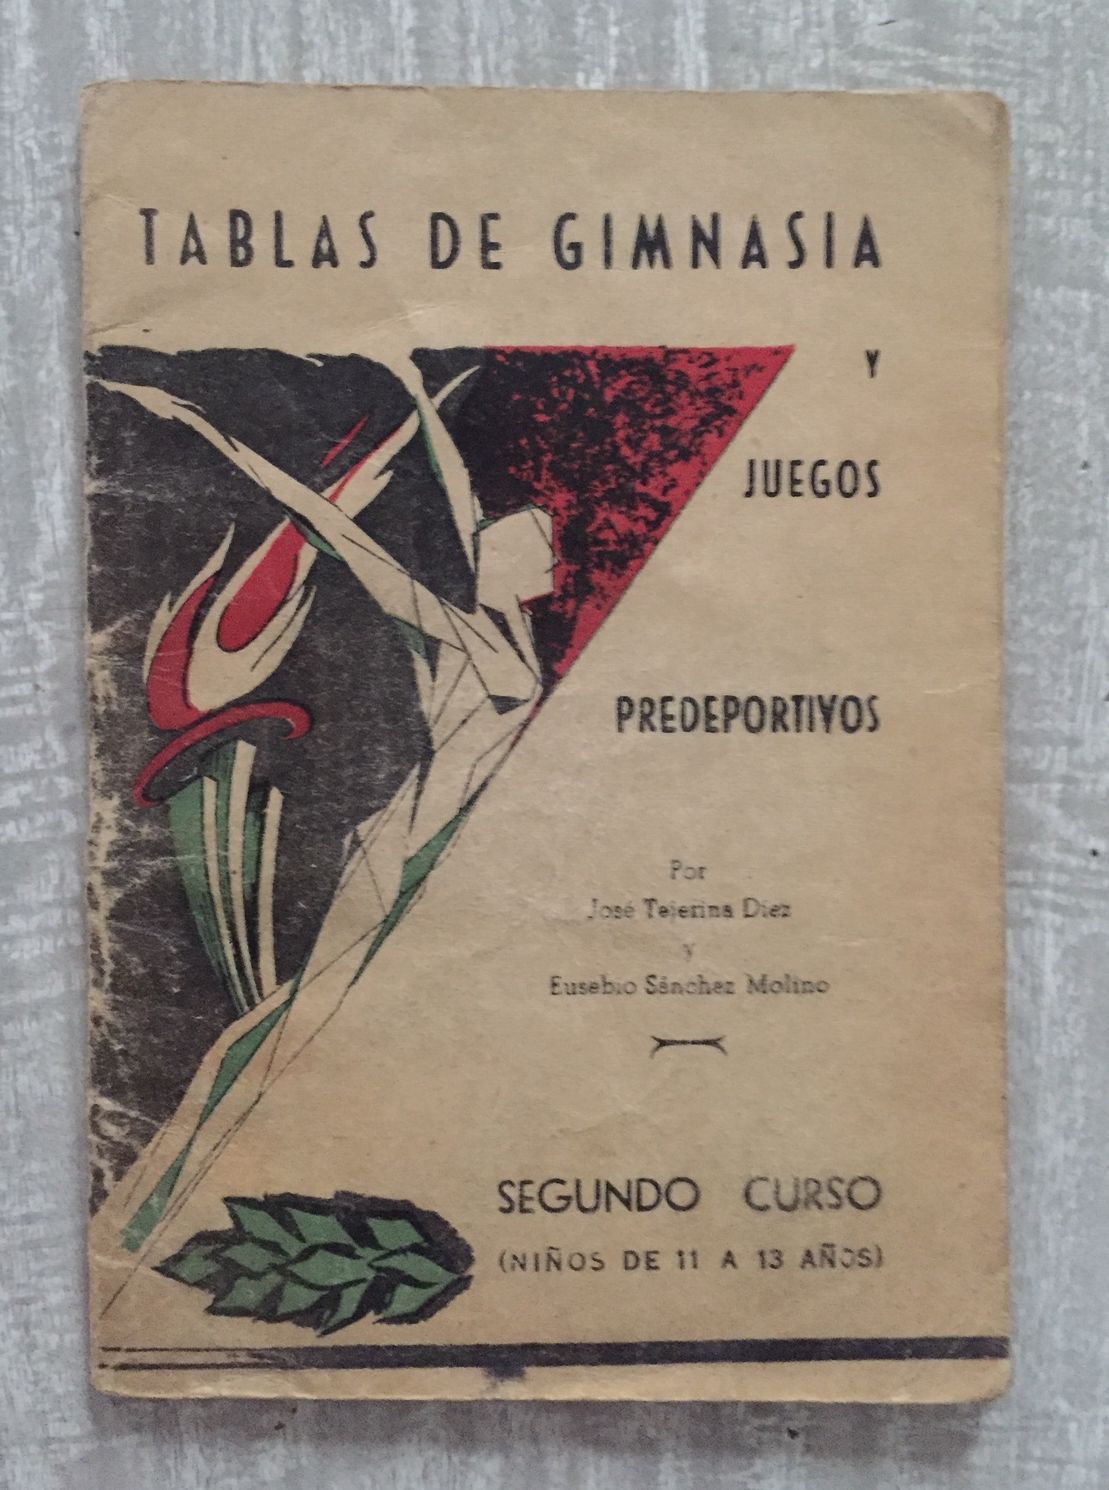 TABLAS DE GIMNASIA
Y
JUEGOS
PREDEPORTIVOS
Por
José Tejerina Diez
y
Eusebio Sánchez Molino
SEGUNDO CURSO
(NIÑOS DE 11 A 13 AÑOS)